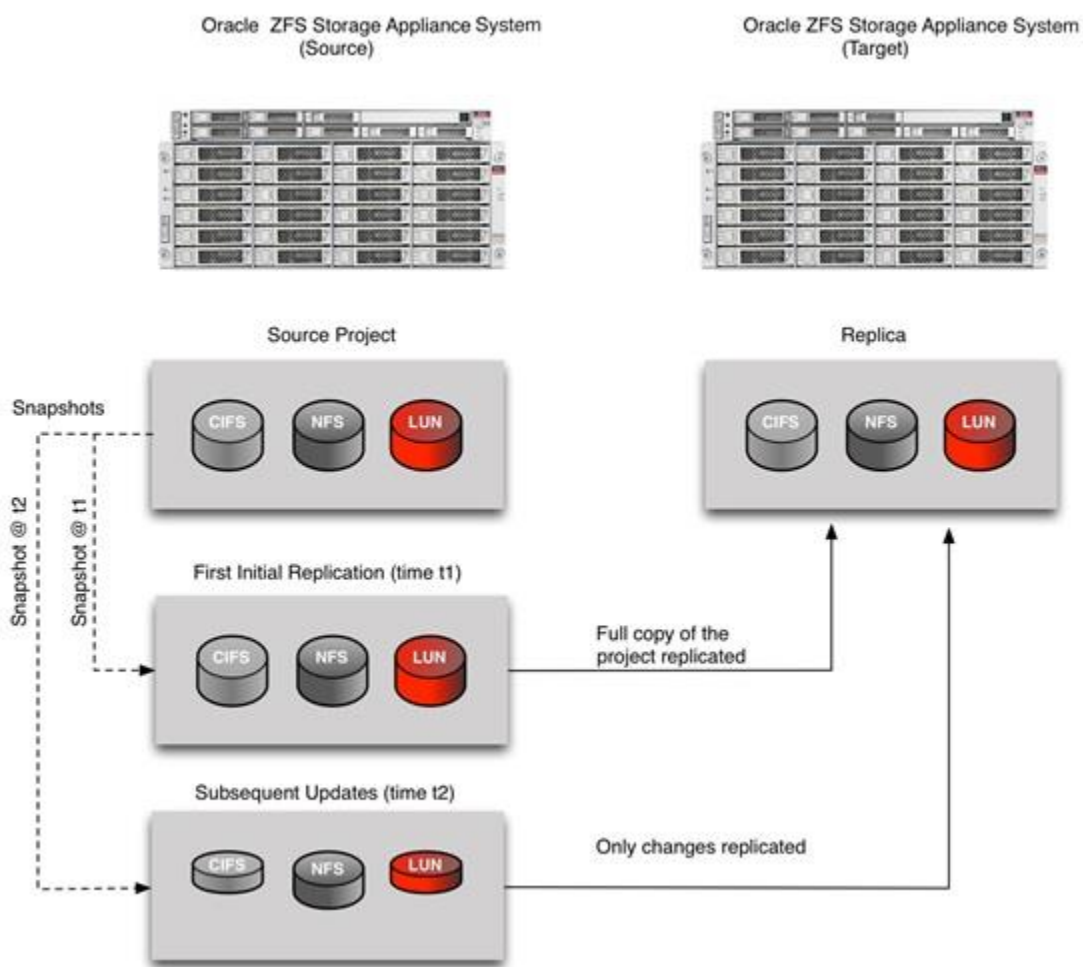 Oracle ZFS Storage Appliance System
(Source)
Oracle ZFS Storage Appliance System
(Target)
Source Project
Replica
Snapshots
CIFS
NFS
LUN
CIFS
NFS
LUN
Snapshot @ t2
Snapshot @ t1
First Initial Replication (time t1)
CIFS
NFS
LUN
Full copy of the
project replicated
Subsequent Updates (time t2)
CIFS
NFS
LUN
Only changes replicated